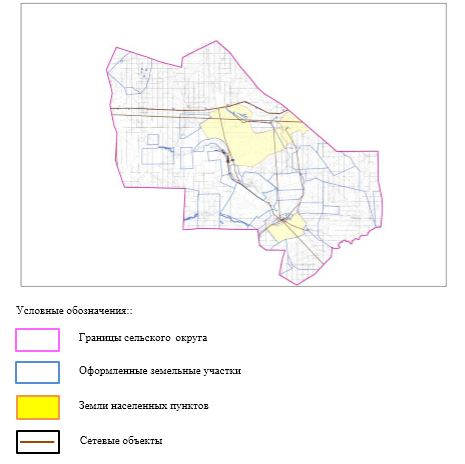 Условные обозначения::
Границы сельского округа
Оформленные земельные участки
Земли населенных пунктов
Сетевые объекты